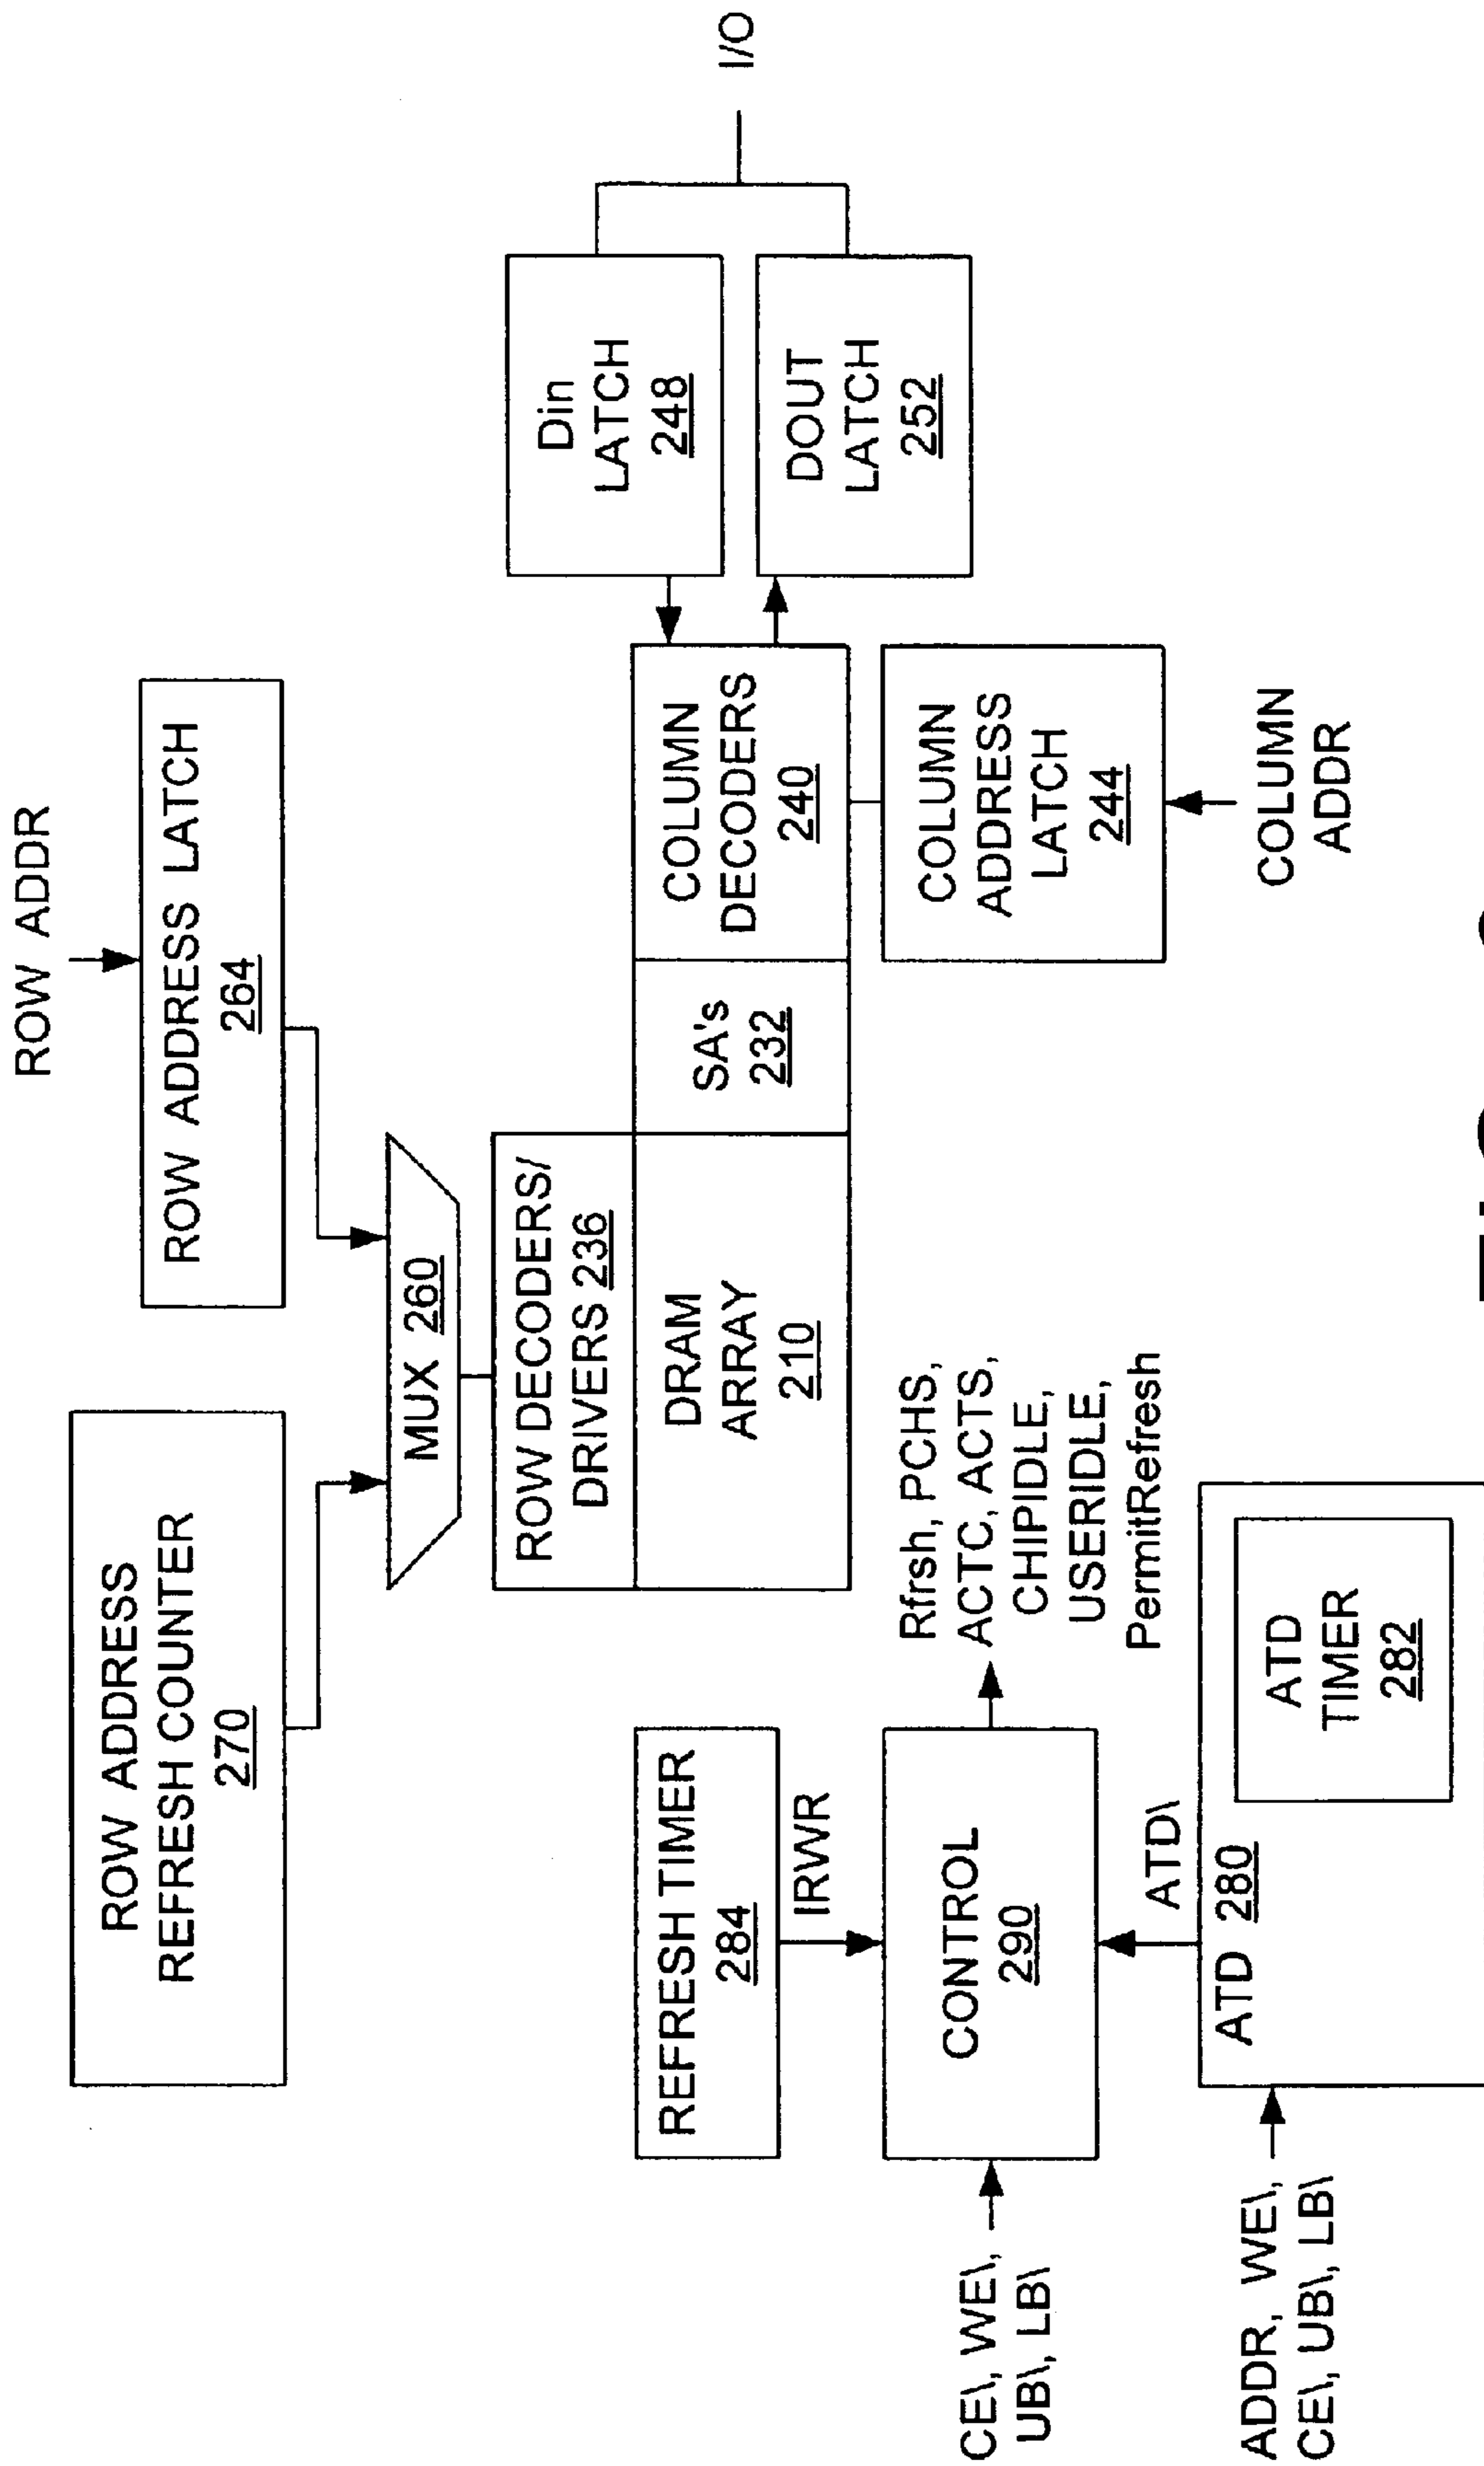 ROW ADDR
ROW ADDRESS
REFRESH COUNTER
270
ROW ADDRESS LATCH
264
MUX 260
ROW DECODERS/
DRIVERS 236
DRAM
ARRAY
210
SA's
232
COLUMN
DECODERS
240
Din
LATCH
248
DOUT
LATCH
252
I/O
COLUMN
ADDRESS
LATCH
244
COLUMN
ADDR
REFRESH TIMER
284
IRWR
CE\, WE\,
UB\, LB\
CONTROL
290
Rfrsh, PCHS,
ACTC, ACTS,
CHIPIDLE,
USERIDLE,
PermitRefresh
ATD\
ADDR, WE\,
CE\, UB\, LB\
ATD 280
ATD
TIMER
282